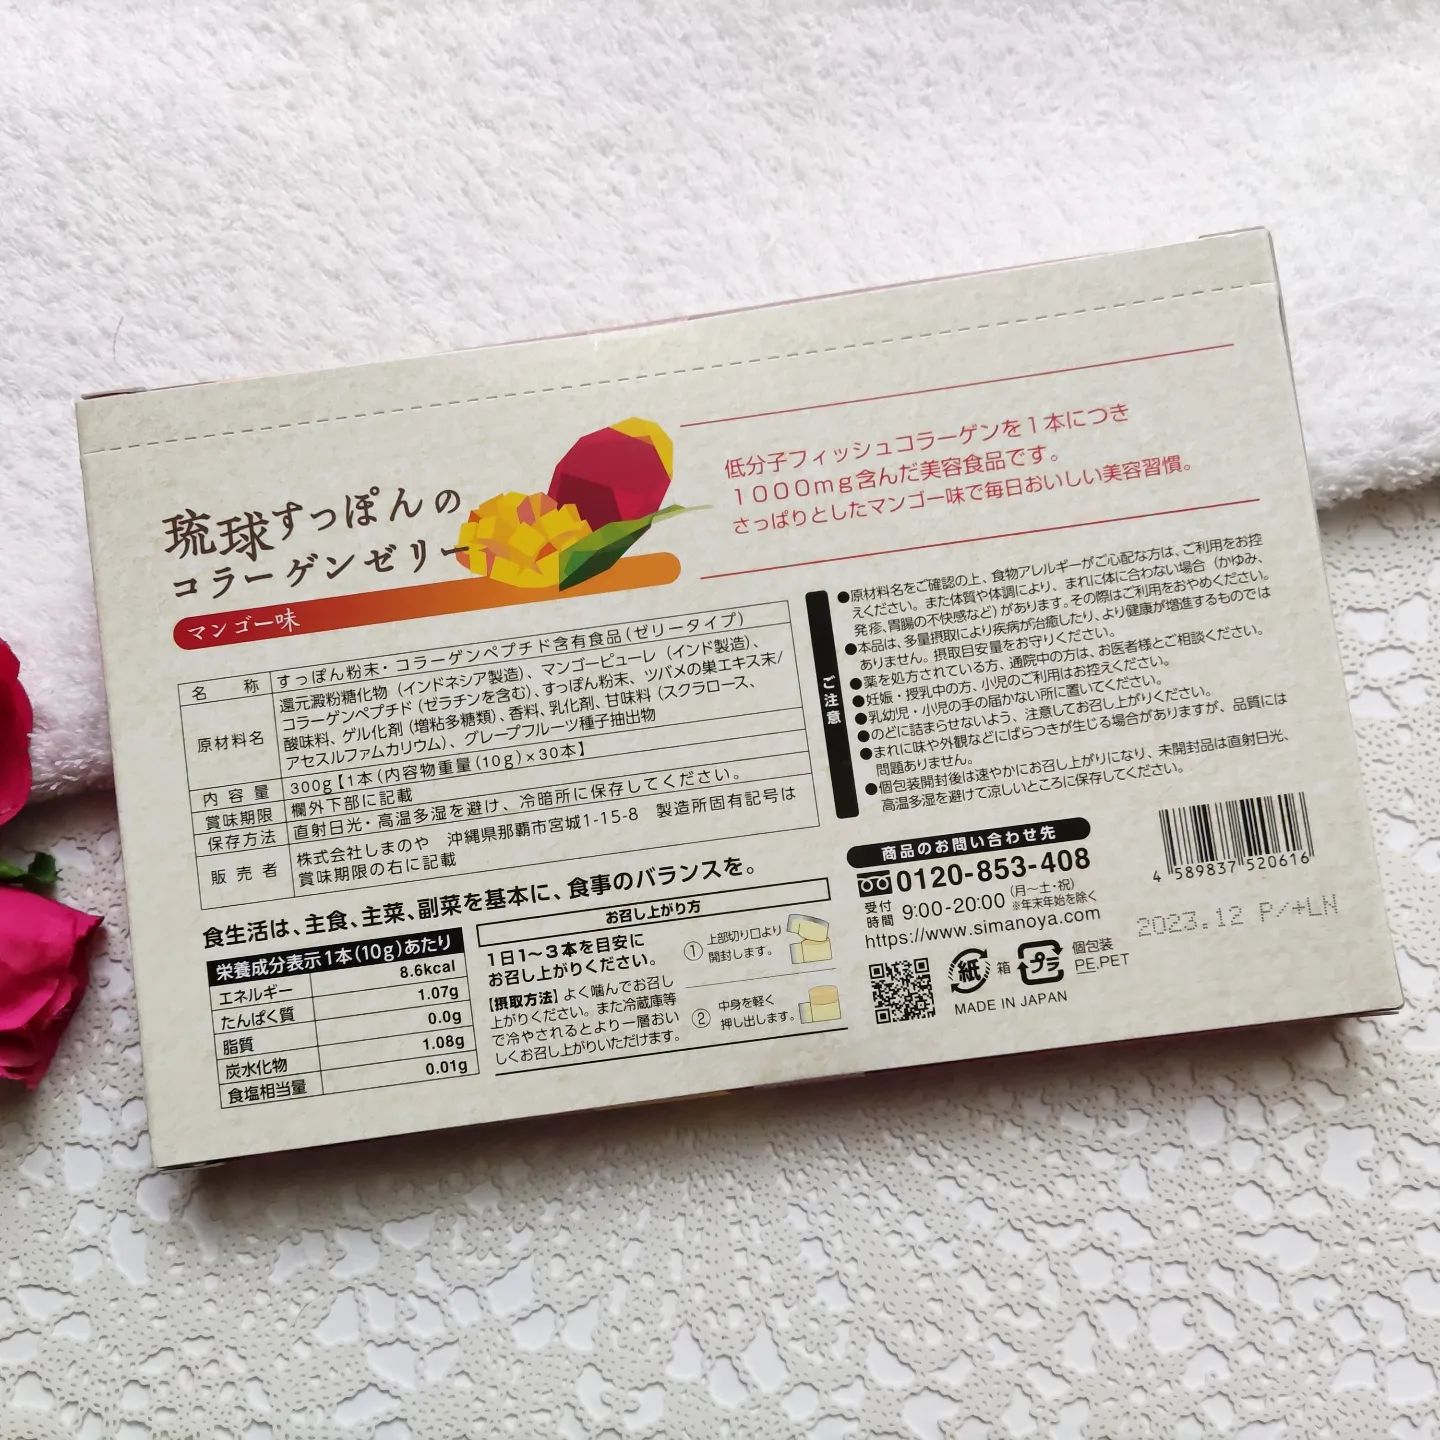 琉球すっぽんの
コラーゲンゼリー
マンゴー味
低分子フィッシュコラーゲンを1本につき
1000mg含んだ美容食品です。
さっぱりとしたマンゴー味で毎日おいしい美容習慣。
名称 すっぽん粉末・コラーゲンペプチド含有食品(ゼリータイプ)
原材料名 還元澱粉糖化物(インドネシア製造)、マンゴーピューレ(インド製造)、
コラーゲンペプチド(ゼラチンを含む)、すっぽん粉末、ツバメの巣エキス末/
酸味料、ゲル化剤(増粘多糖類)、香料、乳化剤、甘味料(スクラロース、
アセスルファムカリウム)、グレープフルーツ種子抽出物
内容量 300g【1本(内容物重量(10g)×30本】
賞味期限 欄外下部に記載
保存方法 直射日光・高温多湿を避け、冷暗所に保存してください。
販売者 株式会社しまのや 沖縄県那覇市宮城1-15-8 製造所固有記号は
賞味期限の右に記載
食生活は、主食、主菜、副菜を基本に、食事のバランスを。
栄養成分表示1本(10g)あたり
エネルギー 8.6kcal
たんぱく質 1.07g
脂質 0.0g
炭水化物 1.08g
食塩相当量 0.01g
お召し上がり方
1日1〜3本を目安に
お召し上がりください。
【摂取方法】よく噛んでお召し
上がりください。また冷蔵庫等
で冷やされるとより一層おい
しくお召し上がりいただけます。
① 上部切り口より
開封します。
② 中身を軽く
押し出します。
ご注意
●原材料名をご確認の上、食物アレルギーがご心配な方は、ご利用をお控
えください。また体質や体調により、まれに体に合わない場合(かゆみ、
発疹、胃腸の不快感など)があります。その際はご利用をおやめください。
●本品は、多量摂取により疾病が治癒したり、より健康が増進するものでは
ありません。摂取目安量をお守りください。
●薬を処方されている方、通院中の方は、お医者様とご相談ください。
●妊娠・授乳中の方、小児のご利用はお控えください。
●乳幼児・小児の手の届かない所に置いてください。
●のどに詰まらせないよう、注意してお召し上がりください。
●まれに味や外観などにばらつきが生じる場合がありますが、品質には
問題ありません。
●個包装開封後は速やかにお召し上がりになり、未開封品は直射日光、
高温多湿を避けて涼しいところに保存してください。
商品のお問い合わせ先
0120-853-408
受付時間 9:00-20:00 (月〜土・祝) ※年末年始を除く
https://www.simanoya.com
紙 箱 プラ 個包装
PE,PET
MADE IN JAPAN
4 589837 520616
2023.12 P/+LN